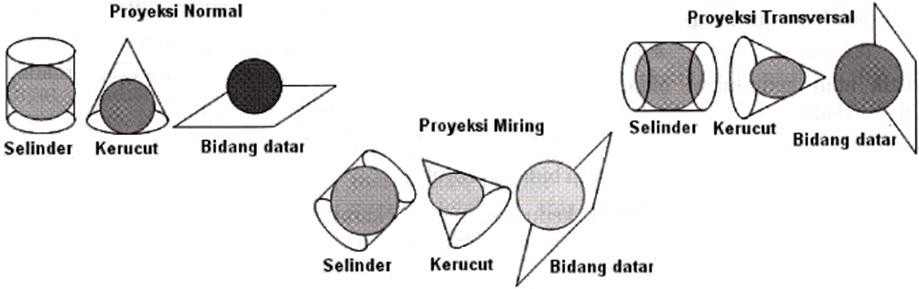 Proyeksi Normal
Selinder
Kerucut
Bidang datar
Proyeksi Miring
Selinder
Kerucut
Bidang datar
Proyeksi Transversal
Selinder
Kerucut
Bidang datar